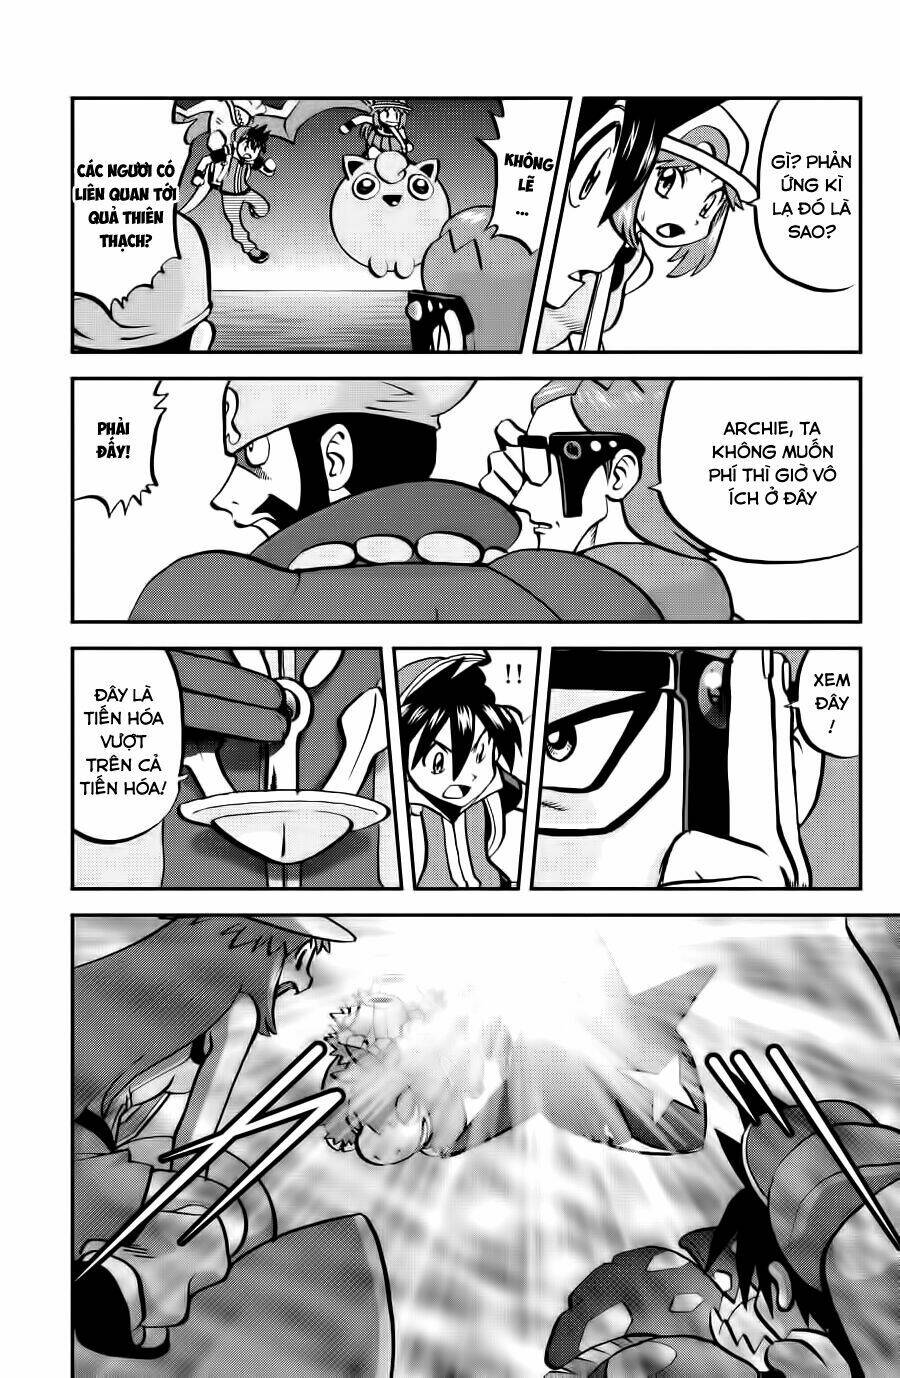 GÌ? PHẢN
ỨNG KÌ
LẠ ĐÓ LÀ
SAO?
KHÔNG
LẼ
...
CÁC NGƯỜI CÓ
LIÊN QUAN TỚI
QUẢ THIÊN
THẠCH?
ARCHIE, TA
KHÔNG MUỐN
PHÍ THÌ GIỜ VÔ
ÍCH Ở ĐÂY
PHẢI
ĐẤY!
XEM
ĐÂY
!
!!
ĐÂY LÀ
TIẾN HÓA
VƯỢT
TRÊN CẢ
TIẾN HÓA!